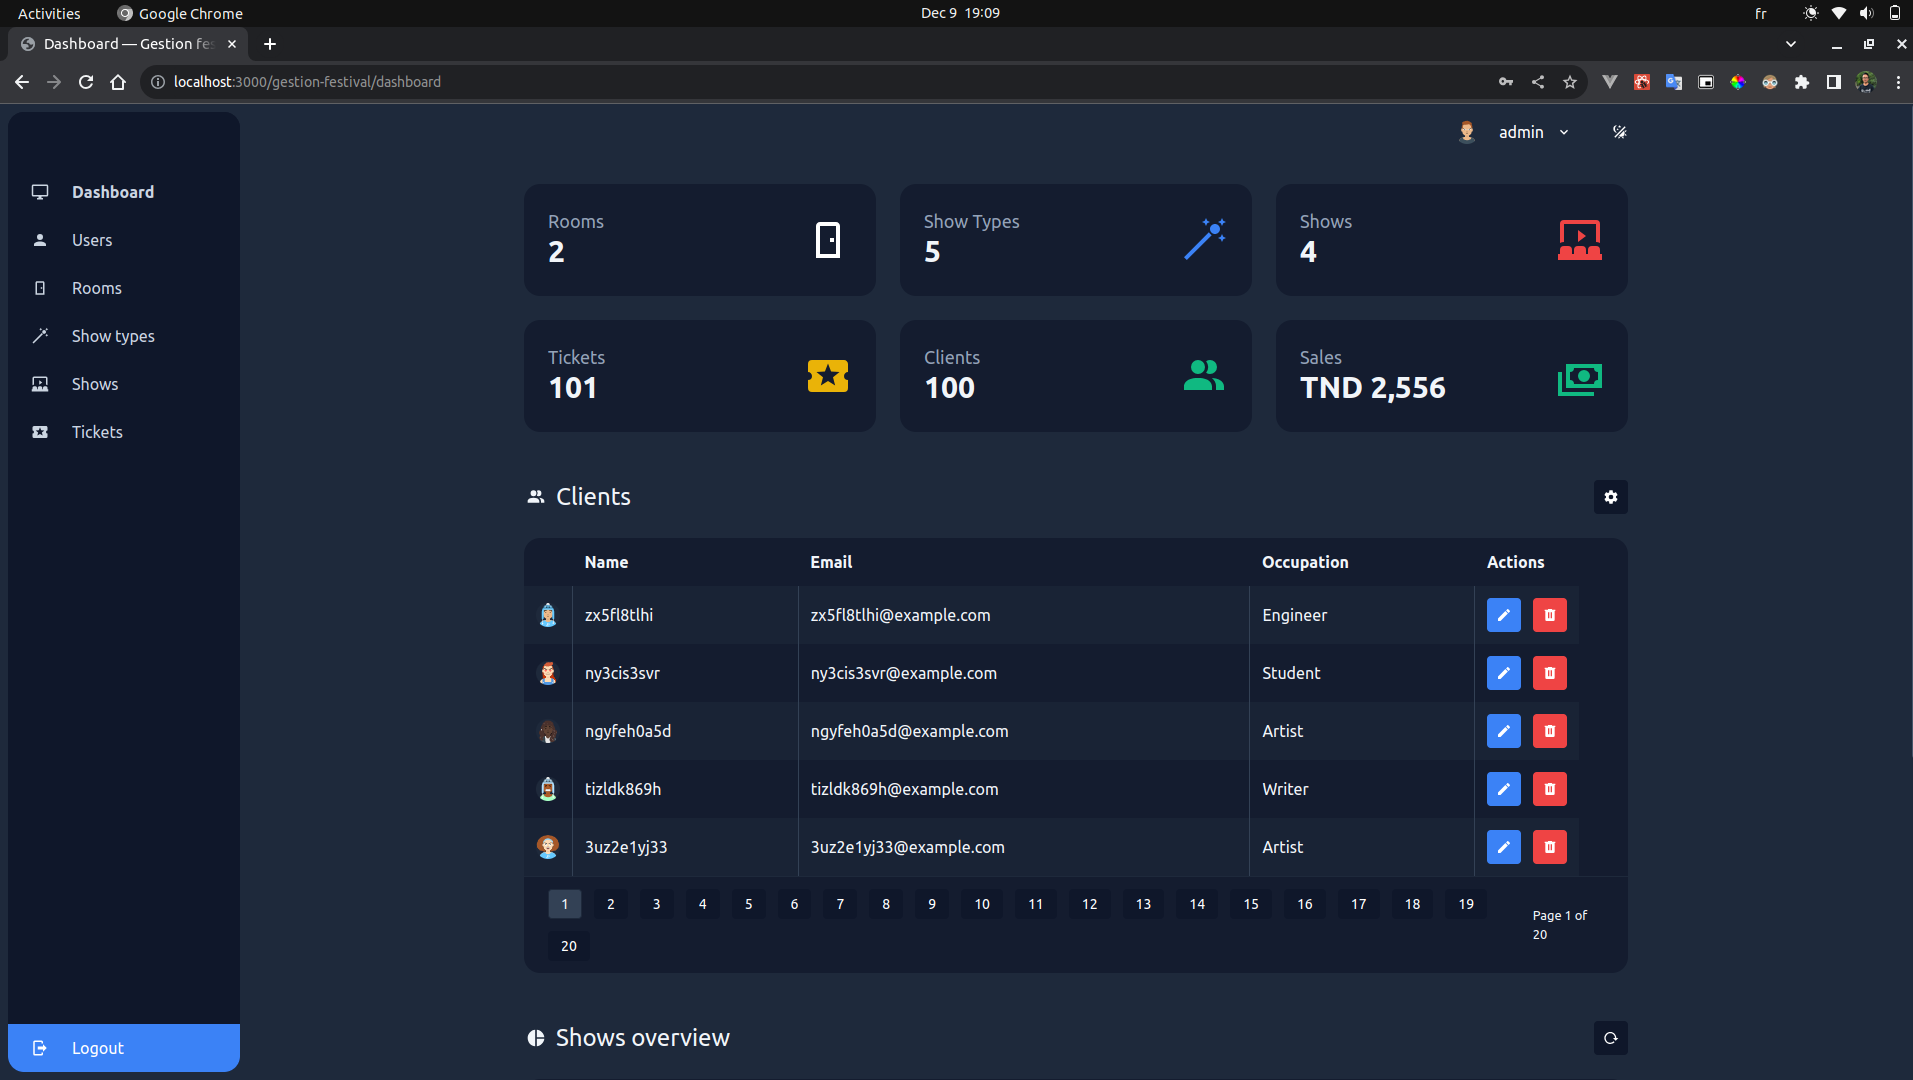 Activities
Google Chrome
Dec 9 19:09
fr
Dashboard — Gestion fes
localhost:3000/gestion-festival/dashboard
admin
Dashboard
Users
Rooms
Show types
Shows
Tickets
Logout
Rooms
2
Show Types
5
Shows
4
Tickets
101
Clients
100
Sales
TND 2,556
Clients
Name Email Occupation Actions
zx5fl8tlhi zx5fl8tlhi@example.com Engineer
ny3cis3svr ny3cis3svr@example.com Student
ngyfeh0a5d ngyfeh0a5d@example.com Artist
tizldk869h tizldk869h@example.com Writer
3uz2e1yj33 3uz2e1yj33@example.com Artist
1 2 3 4 5 6 7 8 9 10 11 12 13 14 15 16 17 18 19
20
Page 1 of
20
Shows overview